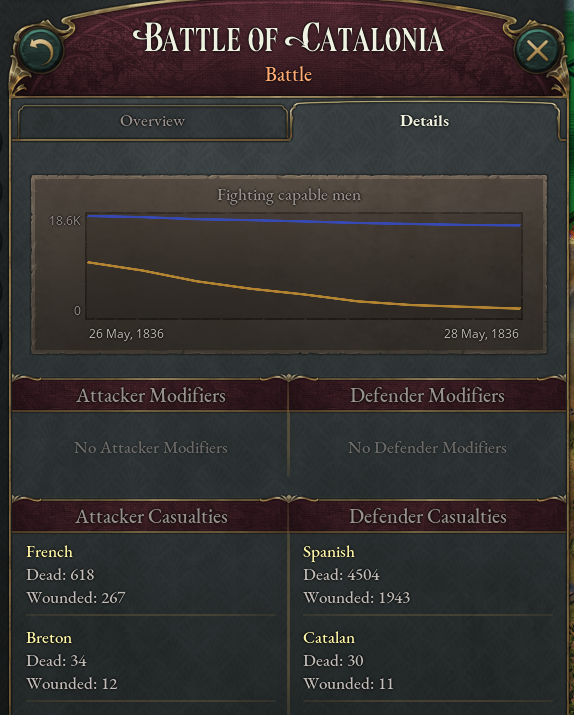 BATTLE OF CATALONIA
Battle
Overview
Details
Fighting capable men
18.6K
0
26 May, 1836
28 May, 1836
Attacker Modifiers
Defender Modifiers
No Attacker Modifiers
No Defender Modifiers
Attacker Casualties
Defender Casualties
French
Dead: 618
Wounded: 267
Spanish
Dead: 4504
Wounded: 1943
Breton
Dead: 34
Wounded: 12
Catalan
Dead: 30
Wounded: 11